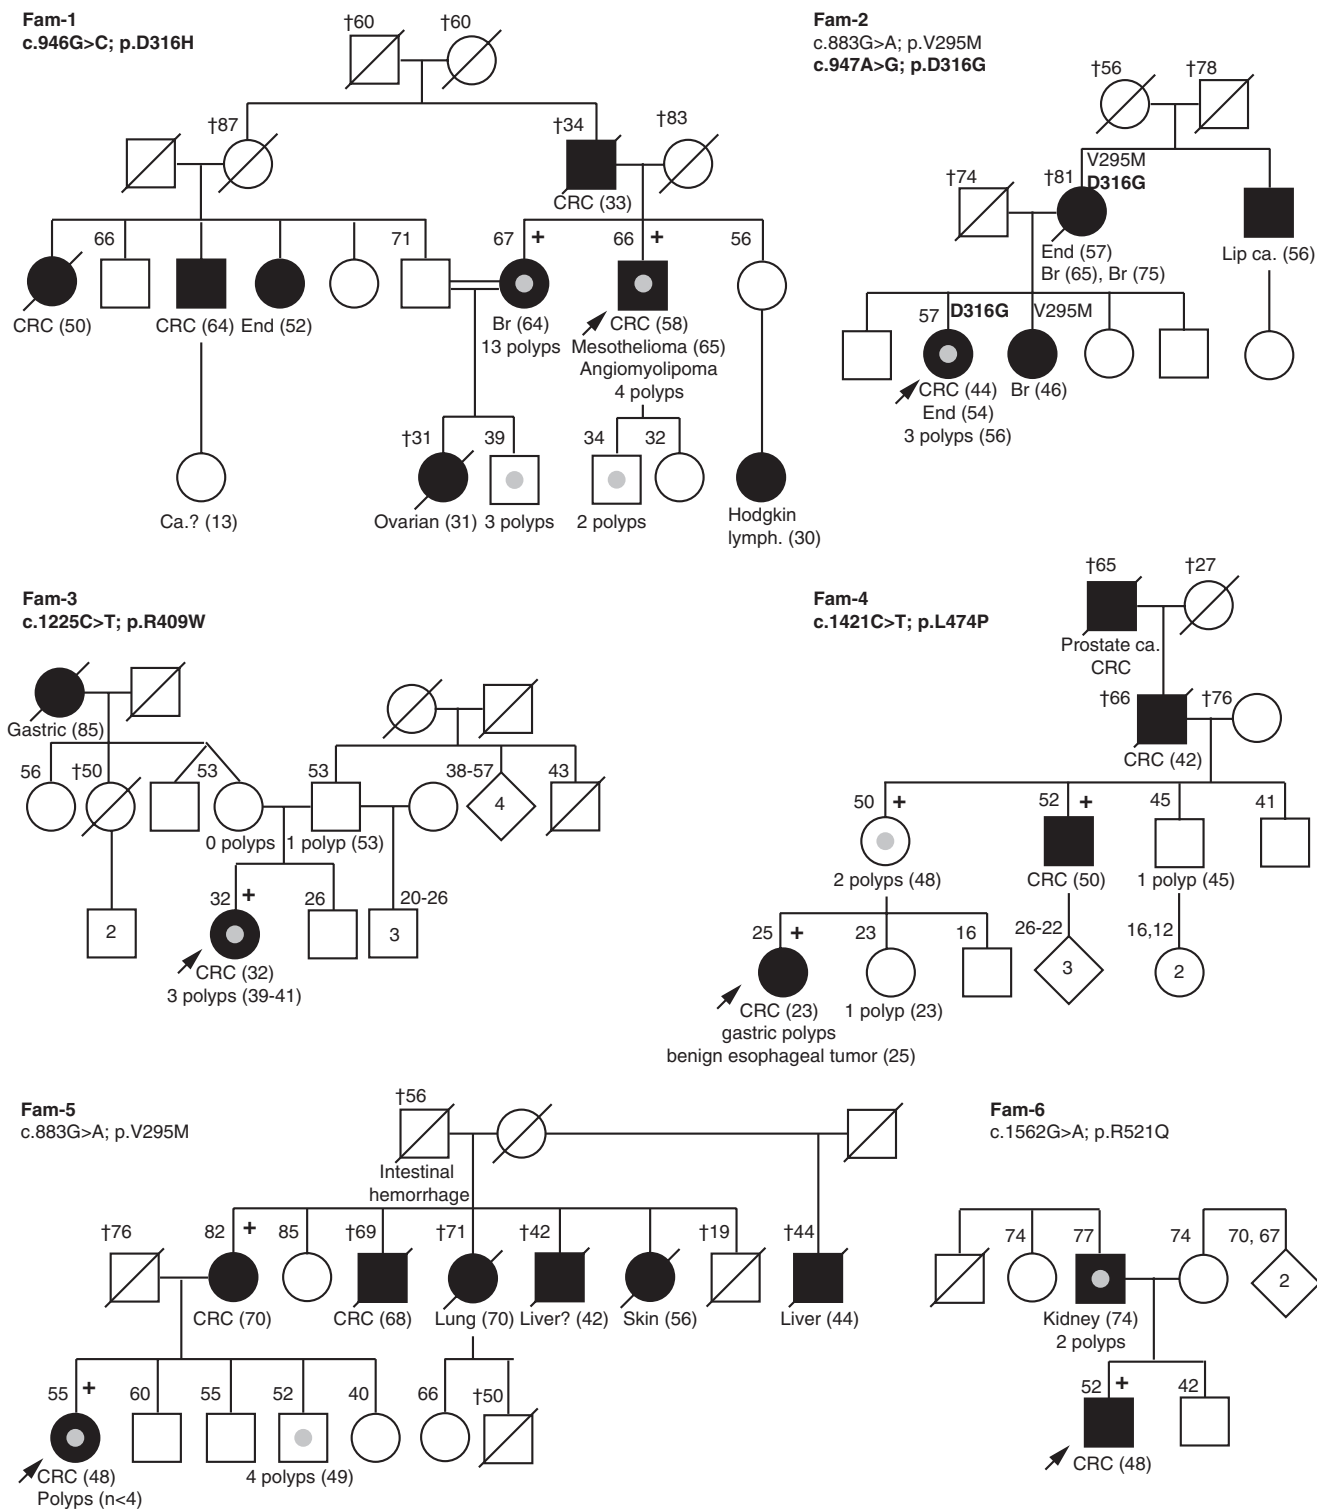 Fam-1
c.946G>C; p.D316H
†60
†60
†87
†34
†83
CRC (33)
66
71
67
+
66
+
56
CRC (50)
CRC (64)
End (52)
Br (64)
13 polyps
CRC (58)
Mesothelioma (65)
Angiomyolipoma
4 polyps
†31
39
34
32
Ca.? (13)
Ovarian (31)
3 polyps
2 polyps
Hodgkin
lymph. (30)
Fam-2
c.883G>A; p.V295M
c.947A>G; p.D316G
†56
†78
V295M
D316G
†74
†81
End (57)
Br (65), Br (75)
Lip ca. (56)
57
D316G
V295M
CRC (44)
End (54)
3 polyps (56)
Br (46)
Fam-3
c.1225C>T; p.R409W
Gastric (85)
56
†50
53
53
38-57
43
4
0 polyps
1 polyp (53)
32
+
26
20-26
2
3
CRC (32)
3 polyps (39-41)
Fam-4
c.1421C>T; p.L474P
†65
†27
Prostate ca.
CRC
†66
†76
CRC (42)
50
+
52
+
45
41
2 polyps (48)
CRC (50)
1 polyp (45)
25
+
23
16
26-22
16,12
3
2
CRC (23)
gastric polyps
benign esophageal tumor (25)
1 polyp (23)
Fam-5
c.883G>A; p.V295M
†56
Intestinal
hemorrhage
†76
82
+
85
†69
†71
†42
†19
†44
CRC (70)
CRC (68)
Lung (70)
Liver? (42)
Skin (56)
Liver (44)
55
+
60
55
52
40
66
†50
CRC (48)
Polyps (n<4)
4 polyps (49)
Fam-6
c.1562G>A; p.R521Q
74
77
74
70, 67
2
Kidney (74)
2 polyps
52
+
42
CRC (48)